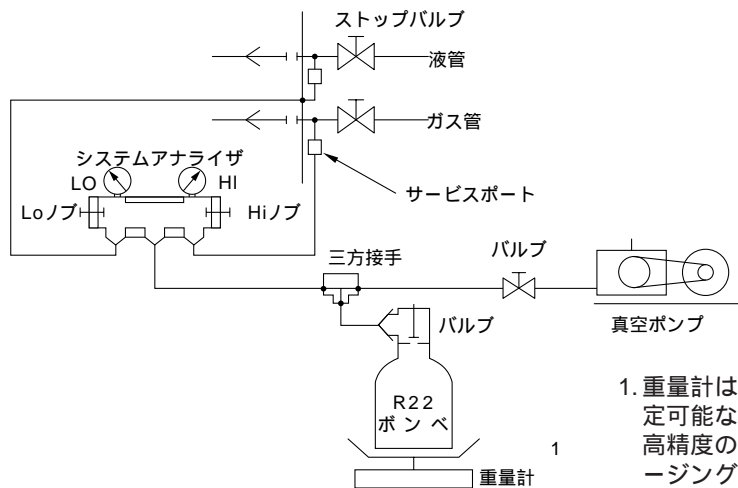 ストップバルブ
液管
ガス管
システムアナライザ
LO
HI
サービスポート
Loノブ
Hiノブ
三方接手
バルブ
バルブ
真空ポンプ
R22
ボンベ
1
重量計
1. 重量計は
定可能な
高精度の
ージング